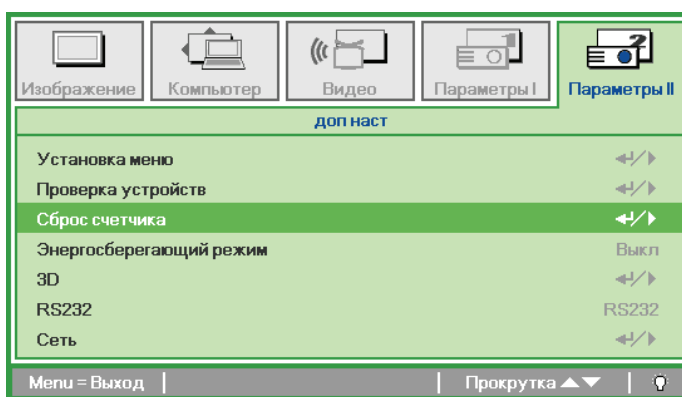 Изображение Компьютер Видео Параметры I Параметры II
доп наст
Установка меню
Проверка устройств
Сброс счетчика
Энергосберегающий режим Выкл
3D
RS232 RS232
Сеть
Menu = Выход Прокрутка